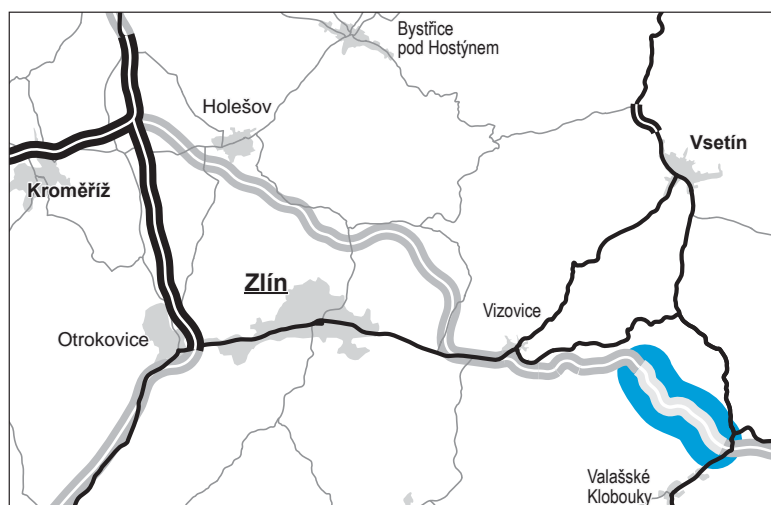 Bystřice
pod Hostýnem
Holešov
Vsetín
Kroměříž
Zlín
Vizovice
Otrokovice
Valašské
Klobouky